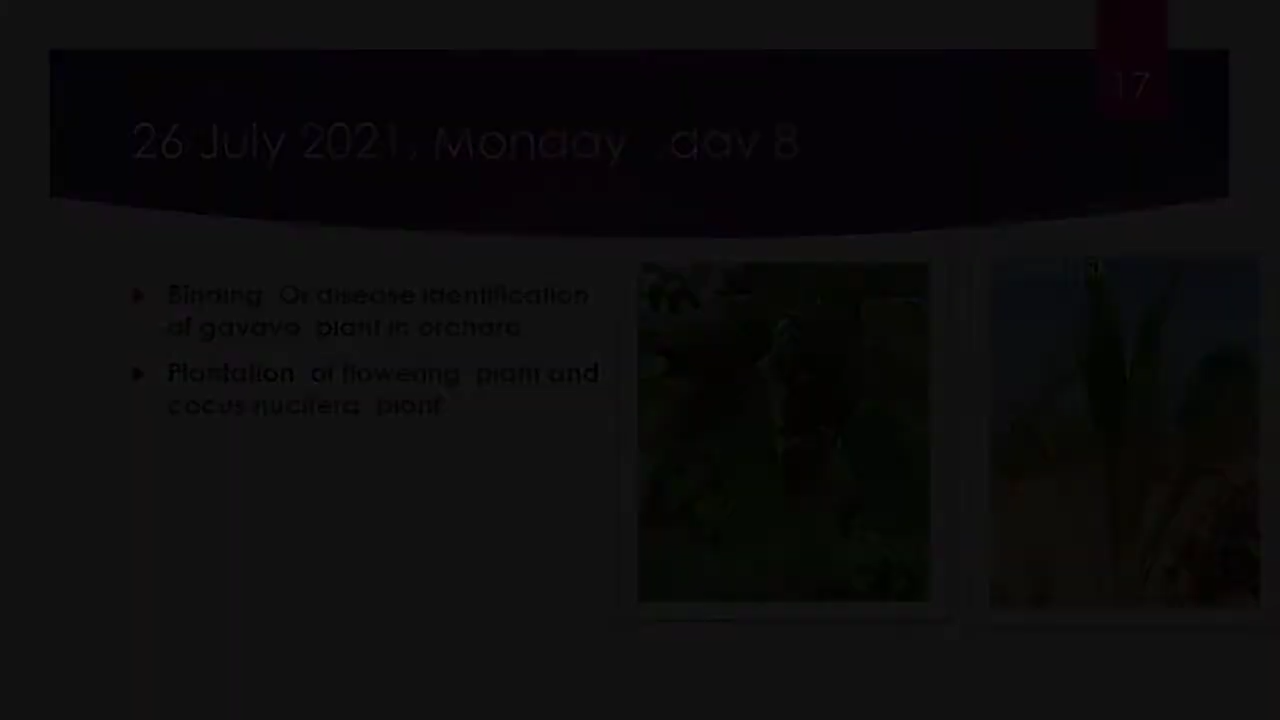 17
26 July 2021, Monday ,day 8
Binding Or disease identification
of gavava plant in orchard
Plantation of flowering plant and
cocus nucifera plant